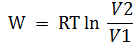 W = RT ln V2/V1